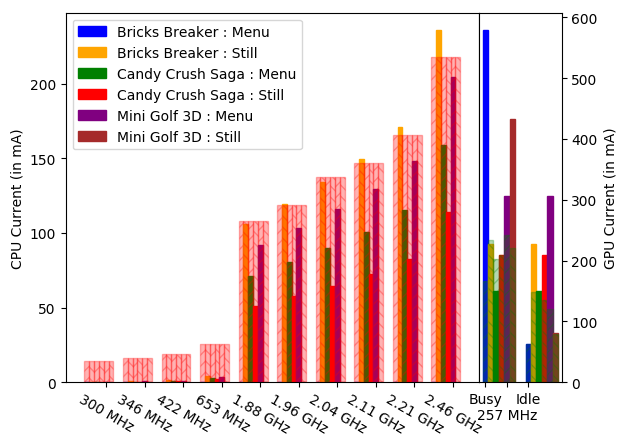 Bricks Breaker : Menu
Bricks Breaker : Still
Candy Crush Saga : Menu
Candy Crush Saga : Still
Mini Golf 3D : Menu
Mini Golf 3D : Still
CPU Current (in mA)
200
150
100
50
0
GPU Current (in mA)
600
500
400
300
200
100
0
300 MHz
346 MHz
422 MHz
653 MHz
1.88 GHz
1.96 GHz
2.04 GHz
2.11 GHz
2.21 GHz
2.46 GHz
Busy Idle
257 MHz